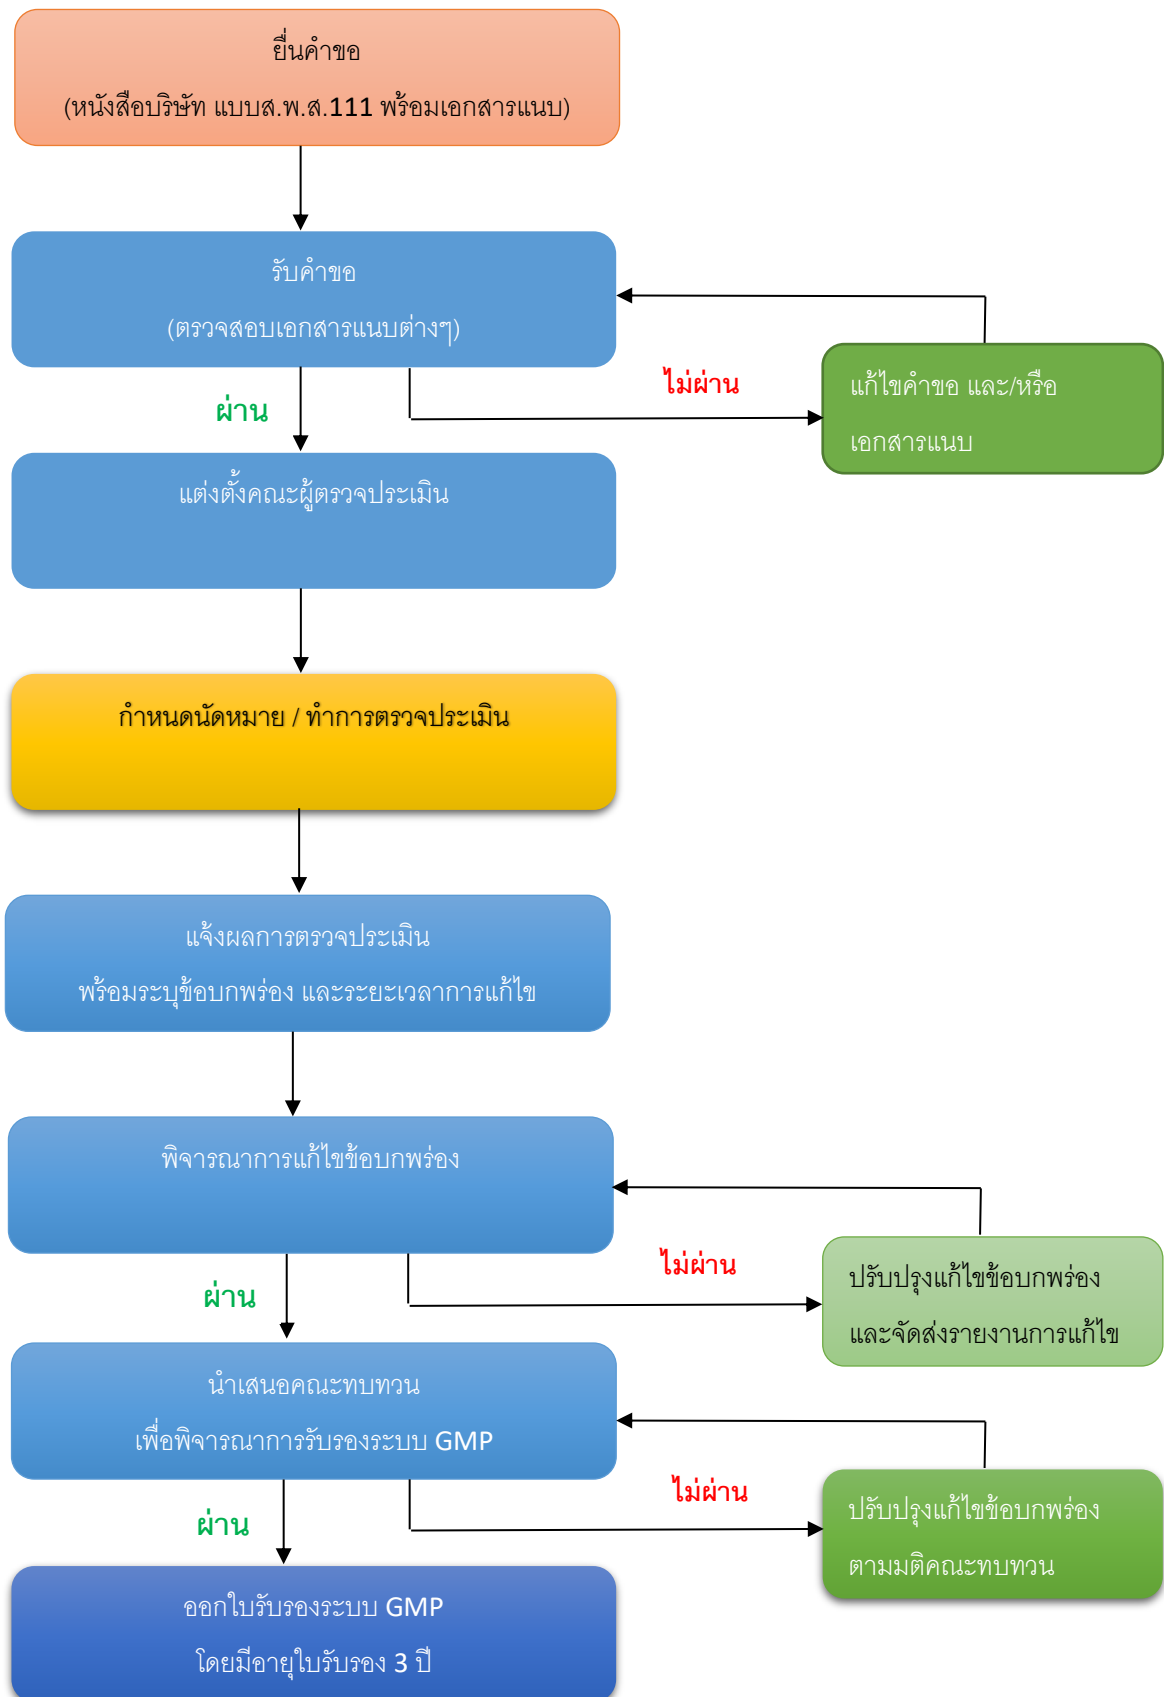 ยื่นคำขอ
(หนังสือบริษัท แบบส.พ.ส.111 พร้อมเอกสารแนบ)
รับคำขอ
(ตรวจสอบเอกสารแนบต่างๆ)
ไม่ผ่าน
แก้ไขคำขอ และ/หรือ
เอกสารแนบ
ผ่าน
แต่งตั้งคณะผู้ตรวจประเมิน
กำหนดนัดหมาย / ทำการตรวจประเมิน
แจ้งผลการตรวจประเมิน
พร้อมระบุข้อบกพร่อง และระยะเวลาการแก้ไข
พิจารณาการแก้ไขข้อบกพร่อง
ไม่ผ่าน
ปรับปรุงแก้ไขข้อบกพร่อง
และจัดส่งรายงานการแก้ไข
ผ่าน
นำเสนอคณะทบทวน
เพื่อพิจารณาการรับรองระบบ GMP
ไม่ผ่าน
ปรับปรุงแก้ไขข้อบกพร่อง
ตามมติคณะทบทวน
ผ่าน
ออกใบรับรองระบบ GMP
โดยมีอายุใบรับรอง 3 ปี